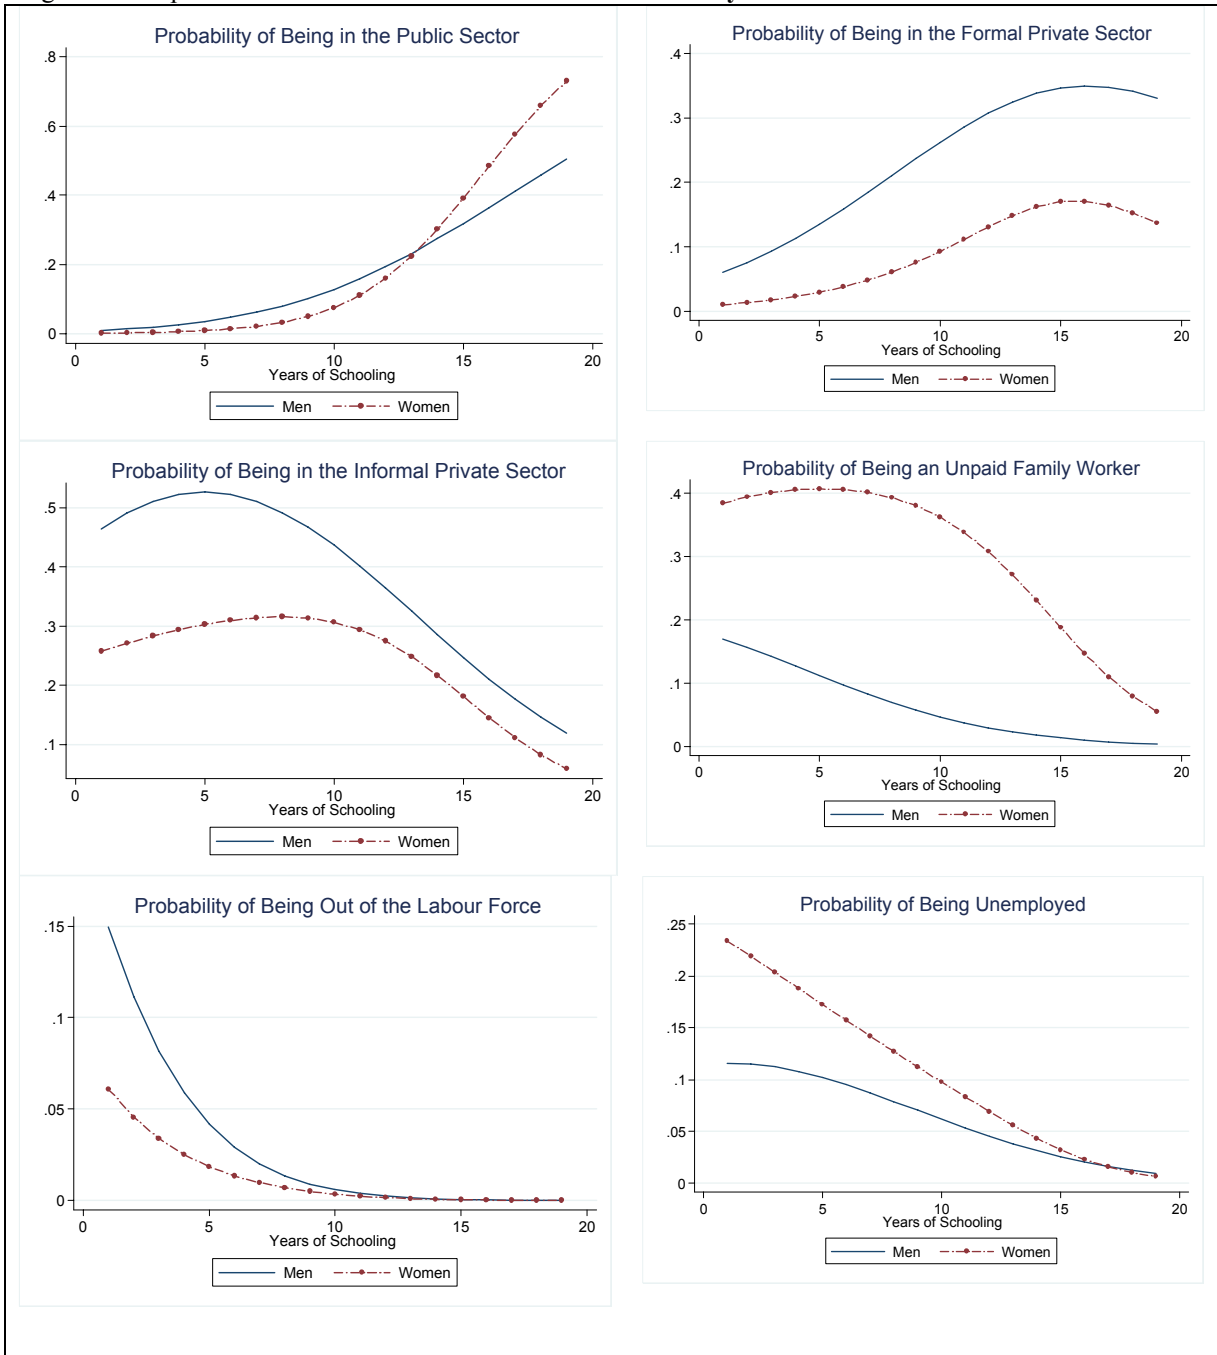 Probability of Being in the Public Sector
.8
.6
.4
.2
0
0 5 10 15 20
Years of Schooling
Men Women
Probability of Being in the Formal Private Sector
.4
.3
.2
.1
0
0 5 10 15 20
Years of Schooling
Men Women
Probability of Being in the Informal Private Sector
.5
.4
.3
.2
.1
0 5 10 15 20
Years of Schooling
Men Women
Probability of Being an Unpaid Family Worker
.4
.3
.2
.1
0
0 5 10 15 20
Years of Schooling
Men Women
Probability of Being Out of the Labour Force
.15
.1
.05
0
0 5 10 15 20
Years of Schooling
Men Women
Probability of Being Unemployed
.25
.2
.15
.1
.05
0
0 5 10 15 20
Years of Schooling
Men Women